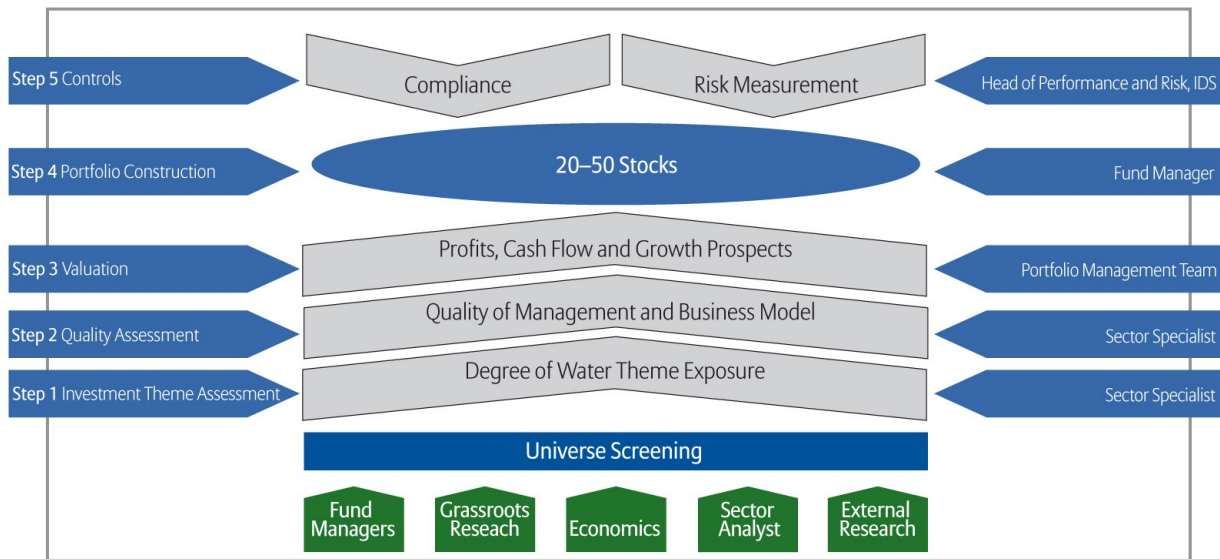 Step 5 Controls
Compliance
Risk Measurement
Head of Performance and Risk, IDS
Step 4 Portfolio Construction
20–50 Stocks
Fund Manager
Profits, Cash Flow and Growth Prospects
Step 3 Valuation
Portfolio Management Team
Quality of Management and Business Model
Step 2 Quality Assessment
Sector Specialist
Degree of Water Theme Exposure
Step 1 Investment Theme Assessment
Sector Specialist
Universe Screening
Fund
Managers
Grassroots
Reseach
Economics
Sector
Analyst
External
Research